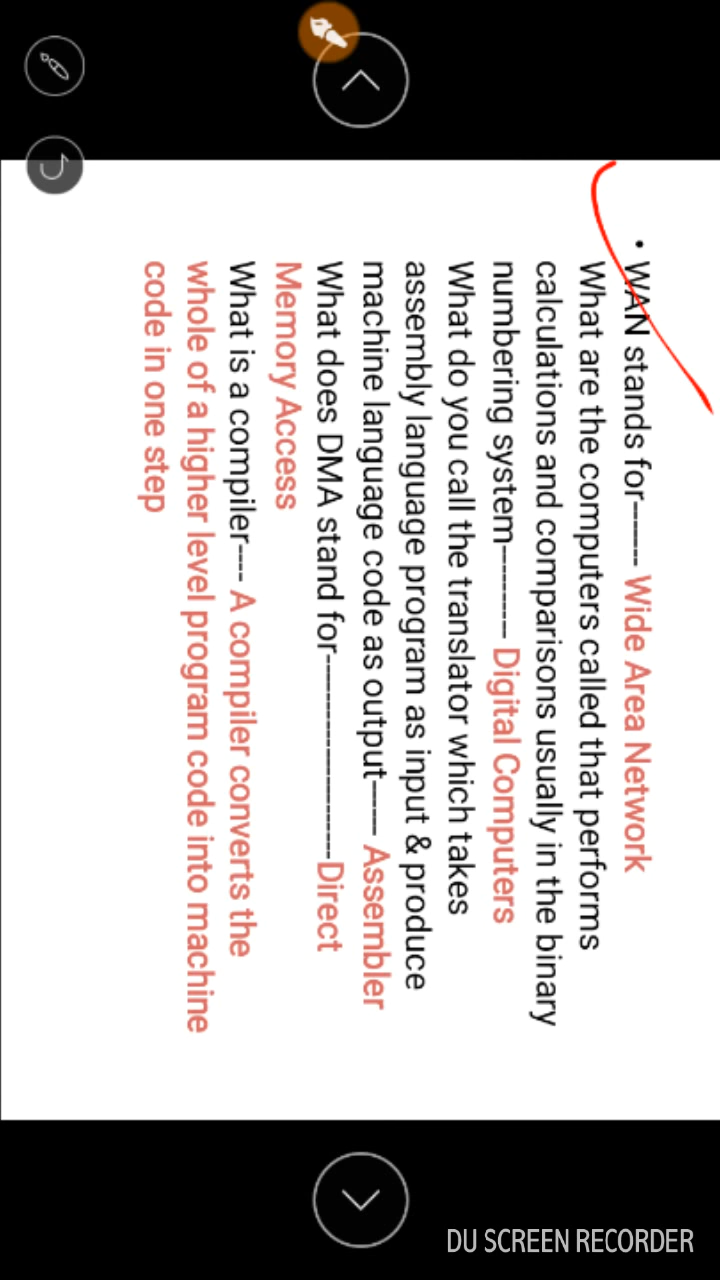 • WAN stands for------- Wide Area Network
What are the computers called that performs
calculations and comparisons usually in the binary
numbering system---------- Digital Computers
What do you call the translator which takes
assembly language program as input & produce
machine language code as output------ Assembler
What does DMA stand for----------------------Direct
Memory Access
What is a compiler---- A compiler converts the
whole of a higher level program code into machine
code in one step
DU SCREEN RECORDER